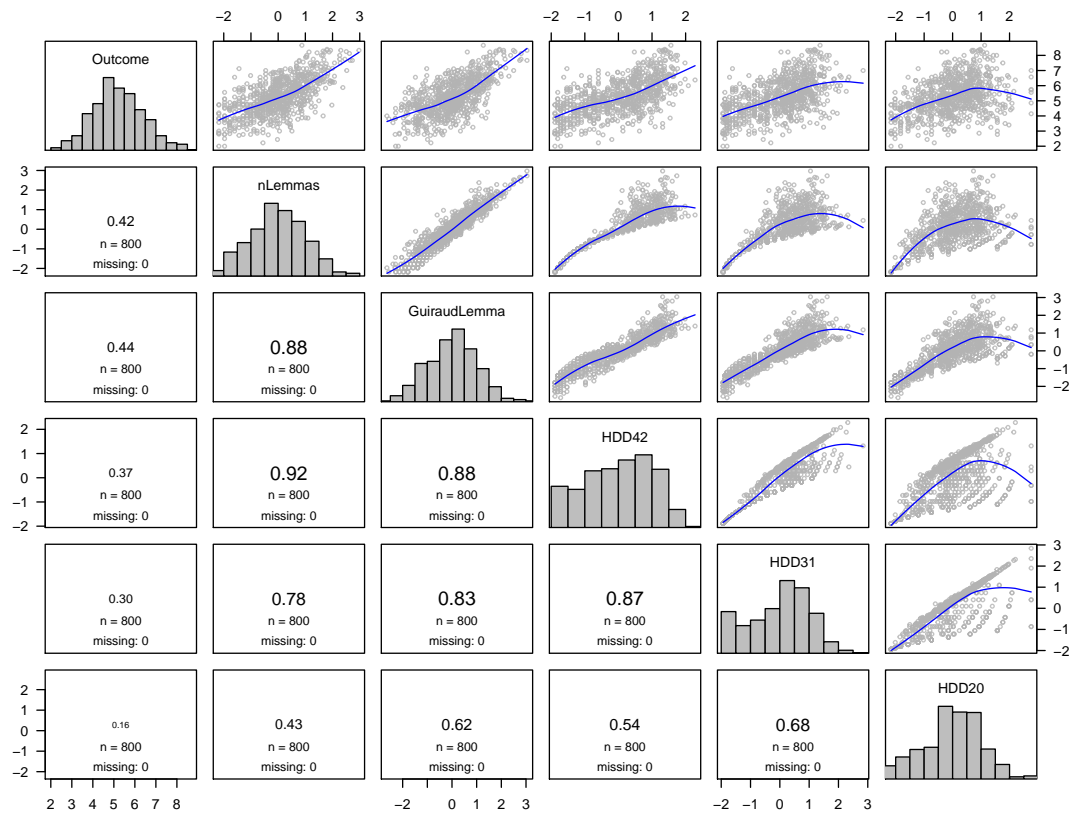 −2 −1 0 1 2 3
−2 −1 0 1 2
−2 −1 0 1 2
Outcome
2 3 4 5 6 7 8
−2 −1 0 1 2 3
0.42
n = 800
missing: 0
nLemmas
0.44
n = 800
missing: 0
0.88
n = 800
missing: 0
GuiraudLemma
−2 −1 0 1 2 3
−2 −1 0 1 2
0.37
n = 800
missing: 0
0.92
n = 800
missing: 0
0.88
n = 800
missing: 0
HDD42
0.30
n = 800
missing: 0
0.78
n = 800
missing: 0
0.83
n = 800
missing: 0
0.87
n = 800
missing: 0
HDD31
−2 −1 0 1 2 3
−2 −1 0 1 2
0.16
n = 800
missing: 0
0.43
n = 800
missing: 0
0.62
n = 800
missing: 0
0.54
n = 800
missing: 0
0.68
n = 800
missing: 0
HDD20
2 3 4 5 6 7 8
−2 −1 0 1 2 3
−2 −1 0 1 2 3